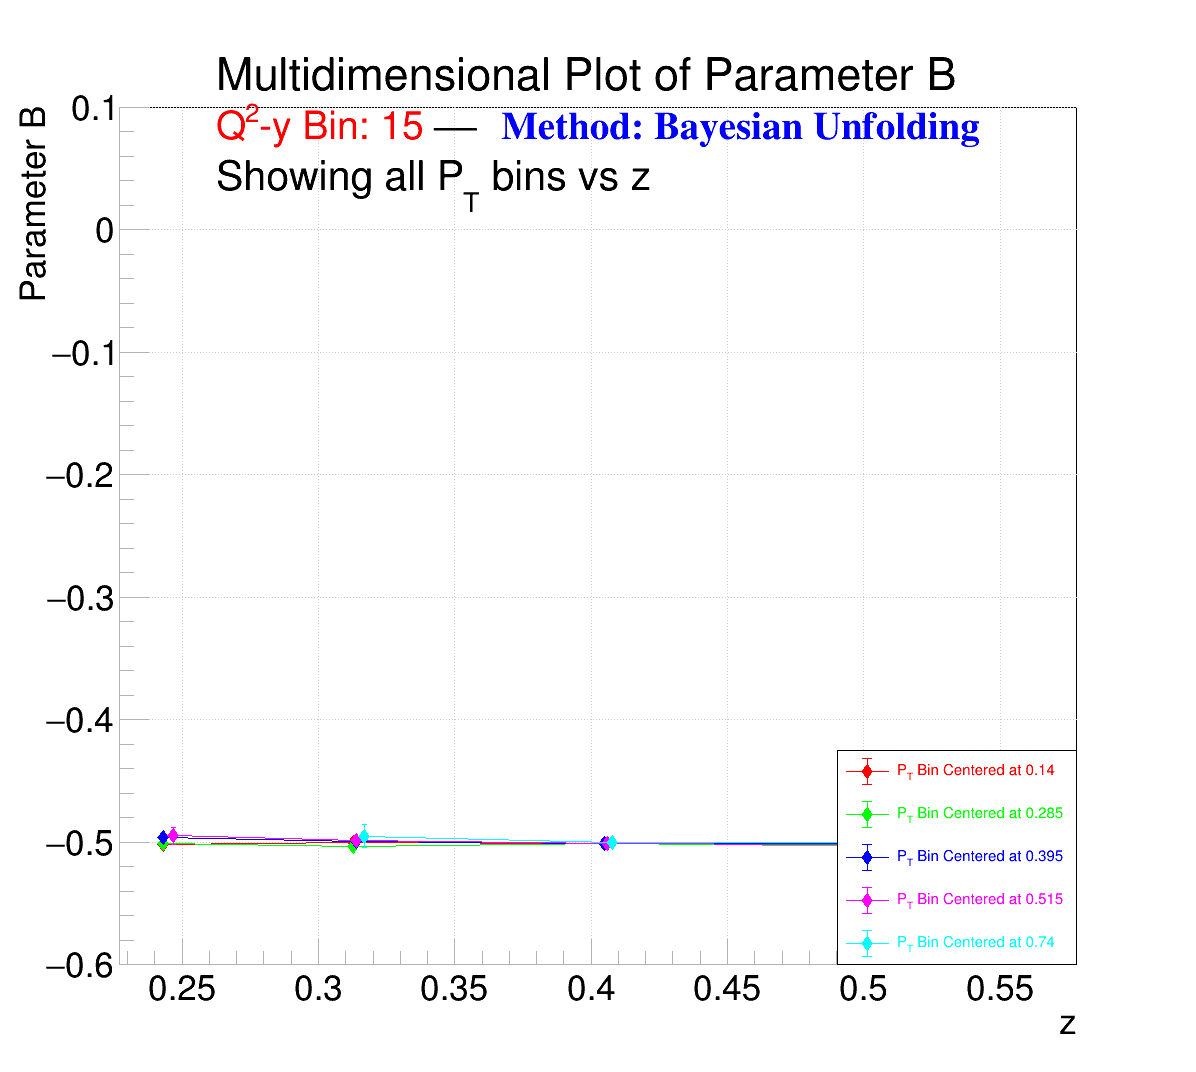 Multidimensional Plot of Parameter B
Q2-y Bin: 15 — Method: Bayesian Unfolding
Showing all PT bins vs z
Parameter B
0.1
0
−0.1
−0.2
−0.3
−0.4
−0.5
−0.6
PT Bin Centered at 0.14
PT Bin Centered at 0.285
PT Bin Centered at 0.395
PT Bin Centered at 0.515
PT Bin Centered at 0.74
0.25 0.3 0.35 0.4 0.45 0.5 0.55
z